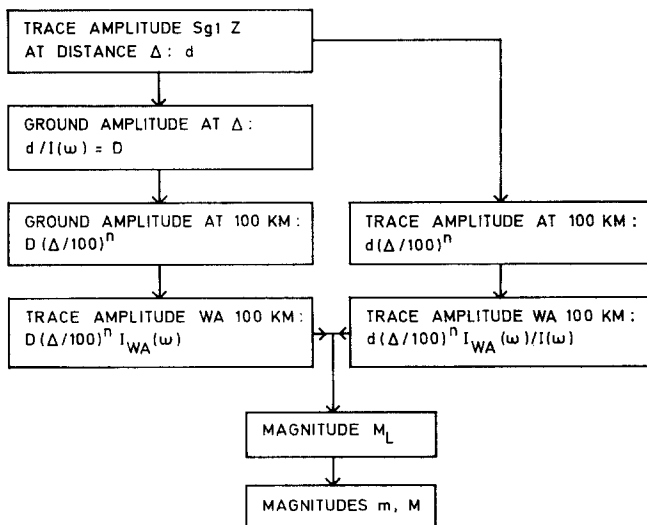 TRACE AMPLITUDE Sg1 Z
AT DISTANCE Δ: d
GROUND AMPLITUDE AT Δ:
d/I(ω) = D
GROUND AMPLITUDE AT 100 KM:
D(Δ/100)ⁿ
TRACE AMPLITUDE AT 100 KM:
d(Δ/100)ⁿ
TRACE AMPLITUDE WA 100 KM:
D(Δ/100)ⁿ I_WA(ω)
TRACE AMPLITUDE WA 100 KM:
d(Δ/100)ⁿ I_WA(ω)/I(ω)
MAGNITUDE M_L
MAGNITUDES m, M